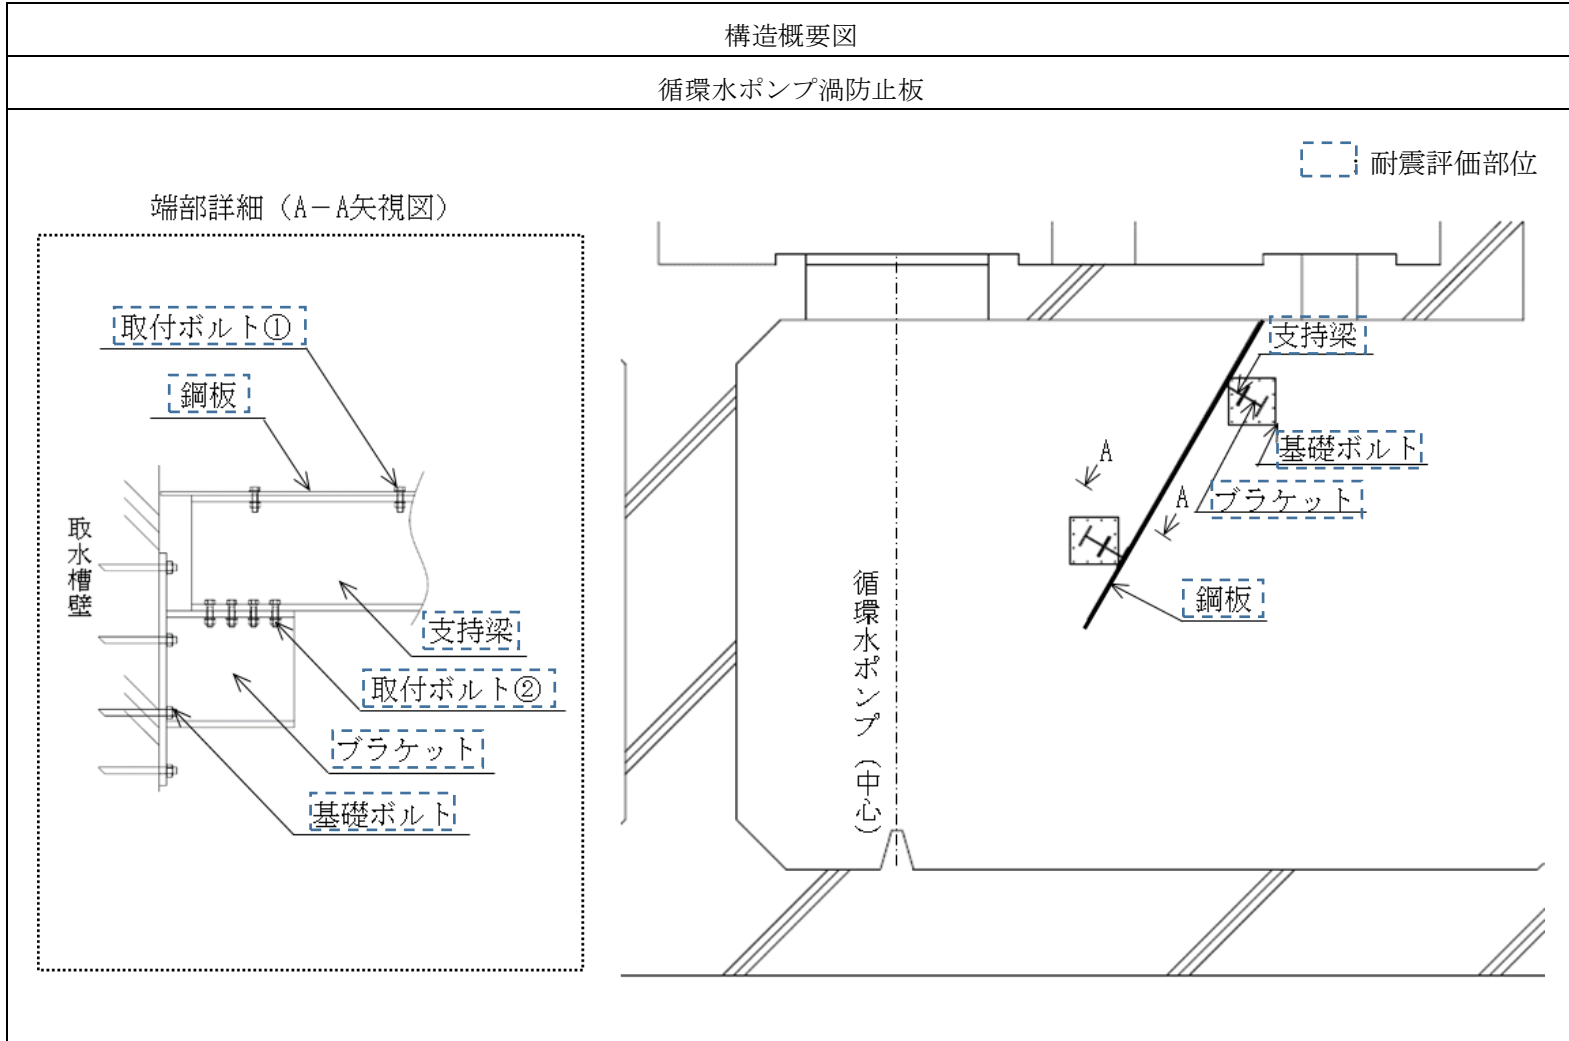 構造概要図
循環水ポンプ渦防止板
: 耐震評価部位
端部詳細（A－A矢視図）
取付ボルト①
鋼板
取水槽壁
支持梁
取付ボルト②
ブラケット
基礎ボルト
支持梁
基礎ボルト
ブラケット
A
A
鋼板
循環水ポンプ（中心）